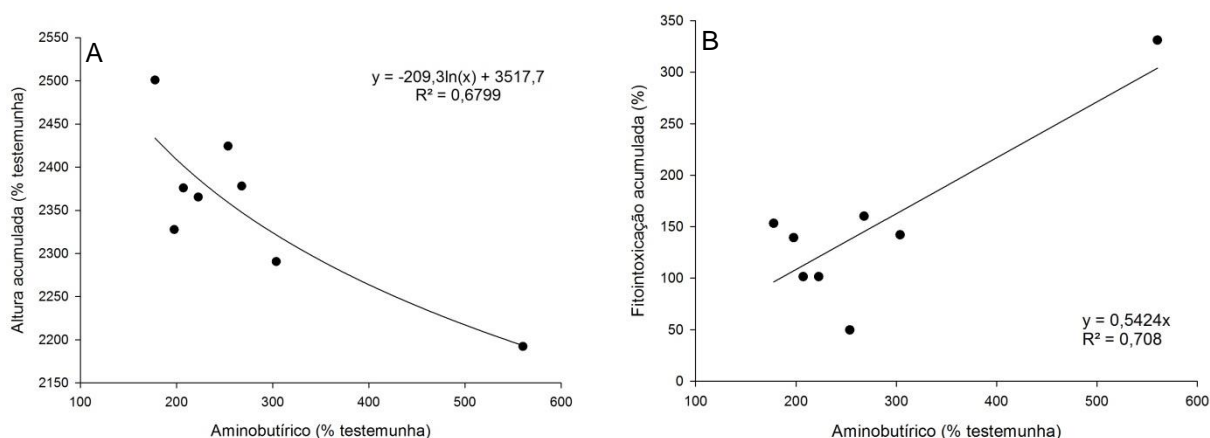 A
y = -209,3ln(x) + 3517,7
R² = 0,6799
Altura acumulada (% testemunha)
2550
2500
2450
2400
2350
2300
2250
2200
2150
100 200 300 400 500 600
Aminobutírico (% testemunha)
B
y = 0,5424x
R² = 0,708
Fitointoxicação acumulada (%)
350
300
250
200
150
100
50
0
100 200 300 400 500 600
Aminobutírico (% testemunha)